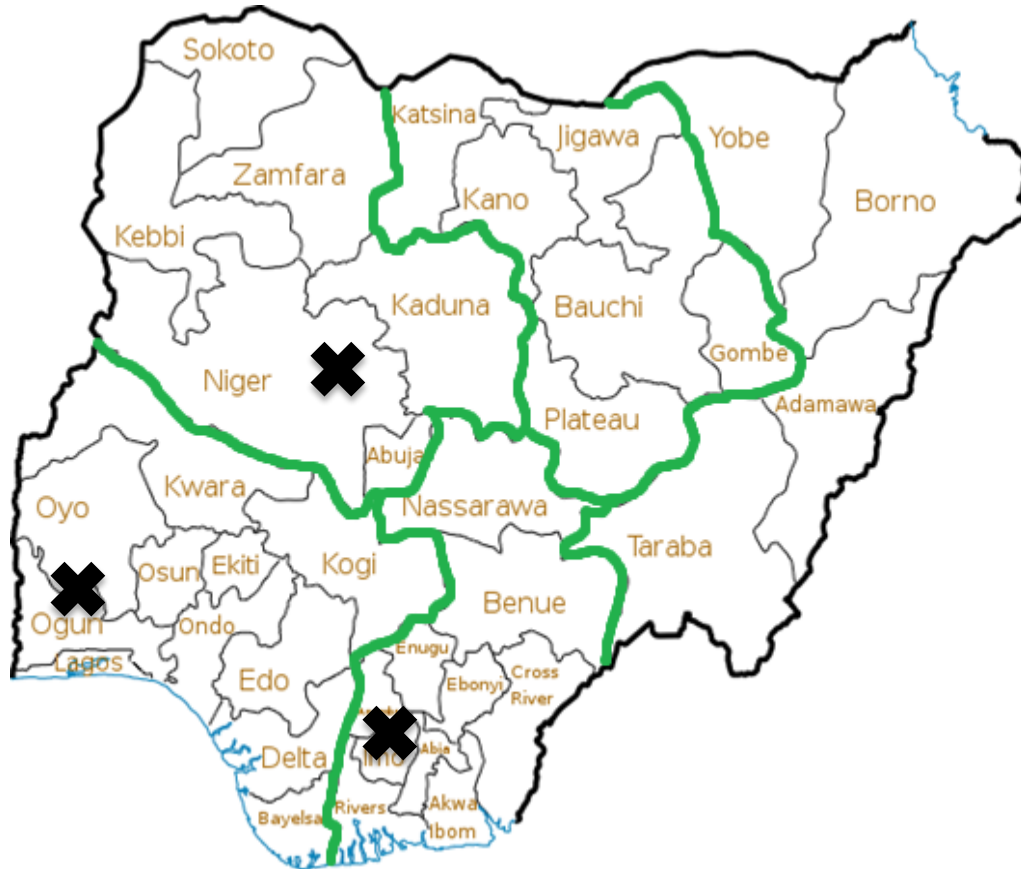 Sokoto
Katsina
Jigawa
Yobe
Zamfara
Kano
Borno
Kebbi
Kaduna
Bauchi
Niger
Gombe
Adamawa
Plateau
Abuja
Kwara
Nassarawa
Oyo
Taraba
Osun
Ekiti
Kogi
Benue
Ogun
Ondo
Enugu
Lagos
Edo
Ebonyi
Cross
River
Delta
Imo
Abia
Bayelsa
Rivers
Akwa
Ibom